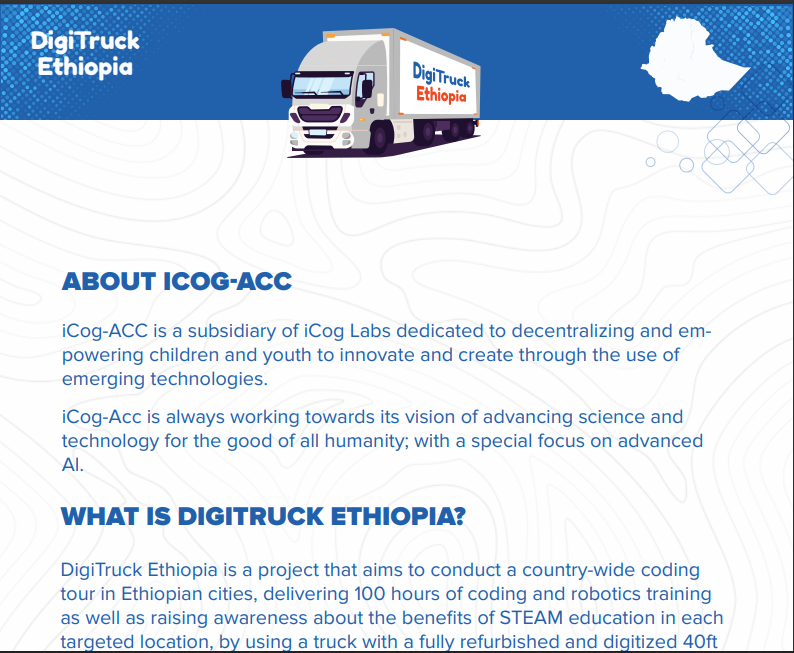 DigiTruck
Ethiopia
DigiTruck
Ethiopia
ABOUT ICOG-ACC
iCog-ACC is a subsidiary of iCog Labs dedicated to decentralizing and em-
powering children and youth to innovate and create through the use of
emerging technologies.
iCog-Acc is always working towards its vision of advancing science and
technology for the good of all humanity; with a special focus on advanced
AI.
WHAT IS DIGITRUCK ETHIOPIA?
DigiTruck Ethiopia is a project that aims to conduct a country-wide coding
tour in Ethiopian cities, delivering 100 hours of coding and robotics training
as well as raising awareness about the benefits of STEAM education in each
targeted location, by using a truck with a fully refurbished and digitized 40ft